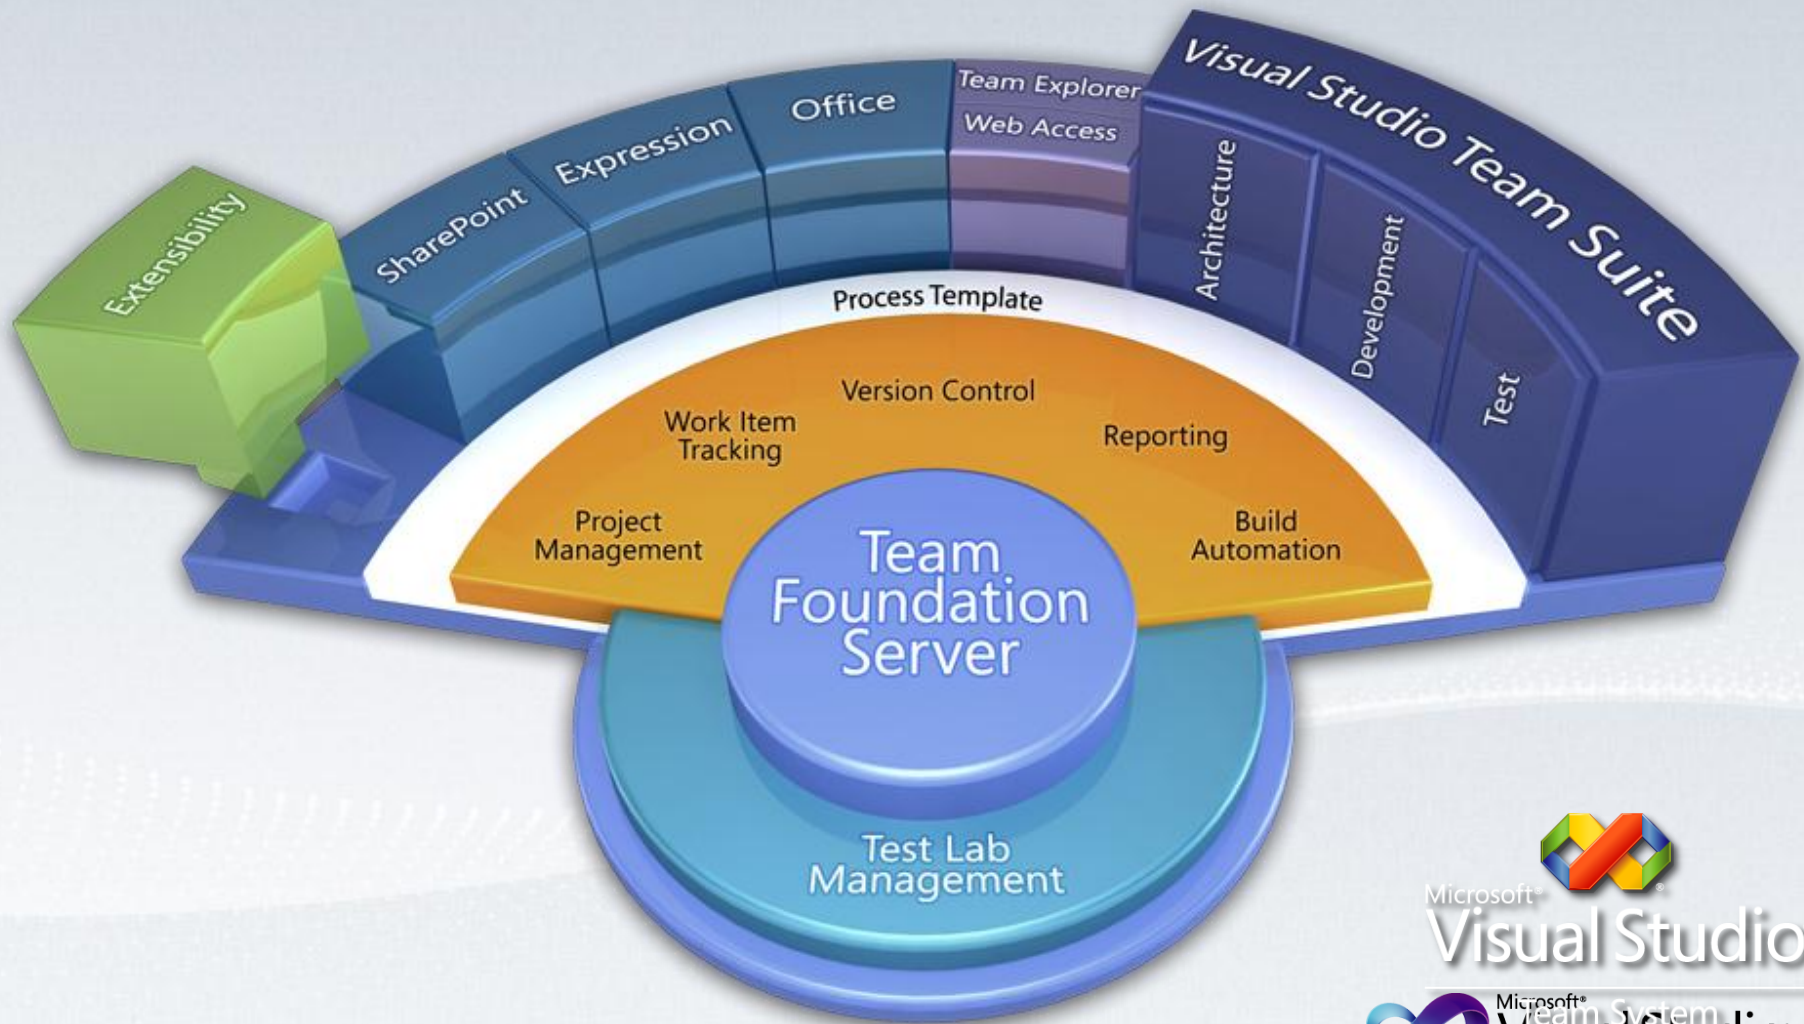 Extensibility
SharePoint
Expression
Office
Team Explorer
Web Access
Visual Studio Team Suite
Architecture
Development
Test
Process Template
Version Control
Work Item
Tracking
Reporting
Project
Management
Build
Automation
Team
Foundation
Server
Test Lab
Management
Microsoft®
Visual Studio
Microsoft®
Team System